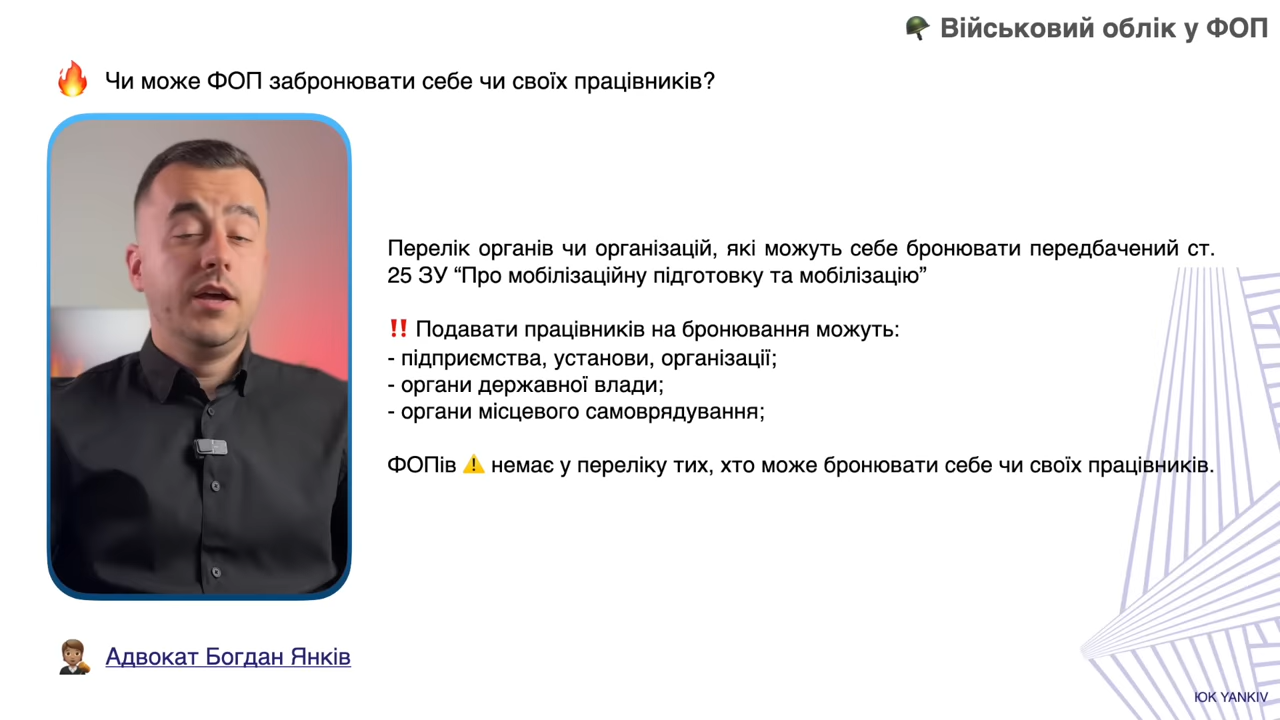 Військовий облік у ФОП
Чи може ФОП забронювати себе чи своїх працівників?
Перелік органів чи організацій, які можуть себе бронювати передбачений ст.
25 ЗУ “Про мобілізаційну підготовку та мобілізацію”
‼️ Подавати працівників на бронювання можуть:
- підприємства, установи, організації;
- органи державної влади;
- органи місцевого самоврядування;
ФОПів ⚠️ немає у переліку тих, хто може бронювати себе чи своїх працівників.
Адвокат Богдан Янків
ЮК YANKIV